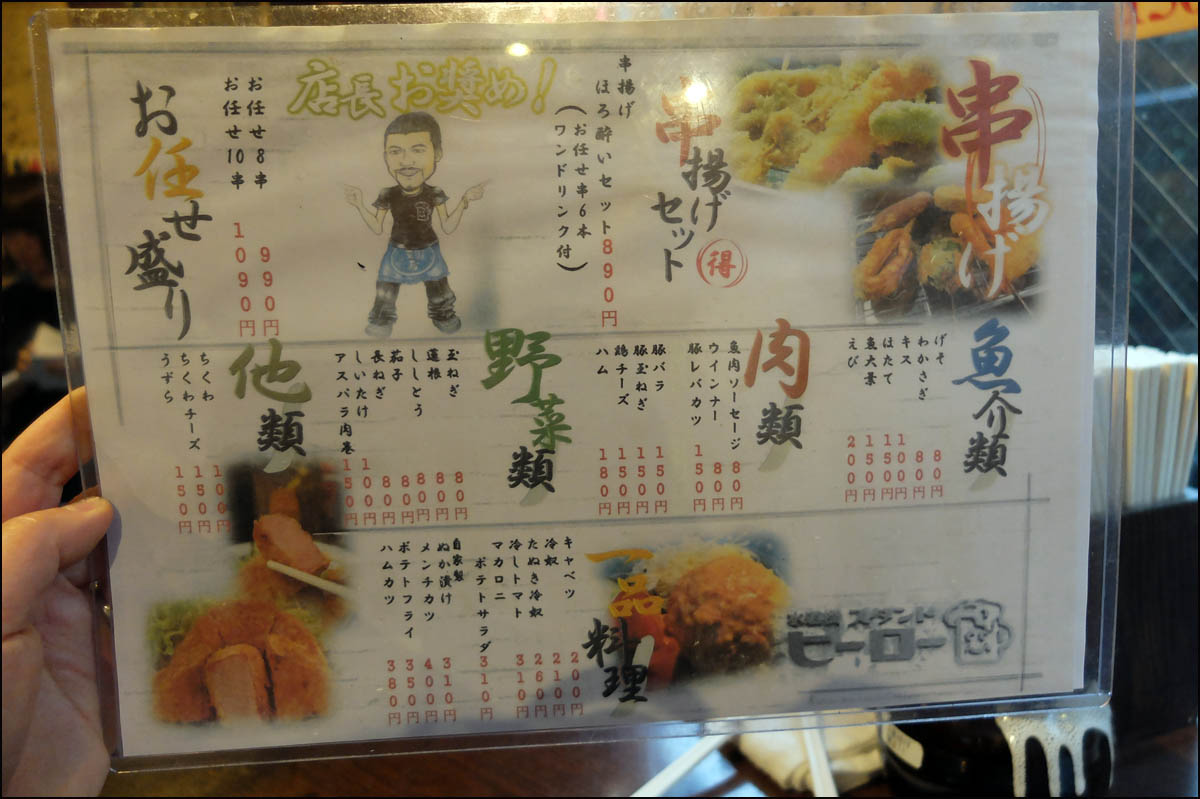 串揚げ
串揚げセット
得
串揚げ
ほろ酔いセット890円
(お任せ串6本
ワンドリンク付)
店長お奨め!
お任せ盛り
お任せ8串 990円
お任せ10串 1090円
魚介類
げそ 80円
わかさぎ 80円
キス 100円
ほたて 150円
魚大葉 150円
えび 200円
肉類
魚肉ソーセージ 80円
ウインナー 80円
豚レバカツ 150円
豚バラ 150円
豚玉ねぎ 150円
鶏チーズ 150円
ハム 180円
野菜類
玉ねぎ 80円
蓮根 80円
ししとう 80円
茄子 80円
長ねぎ 80円
しいたけ 100円
アスパラ肉巻 150円
他類
ちくわ 100円
ちくわチーズ 150円
うずら 150円
一品料理
キャベツ 200円
冷奴 210円
たぬき冷奴 260円
冷しトマト 310円
マカロニ
ポテトサラダ 310円
自家製
ぬか漬け 310円
メンチカツ
ポテトフライ 350円
ハムカツ 380円
スタンド
ビーロー